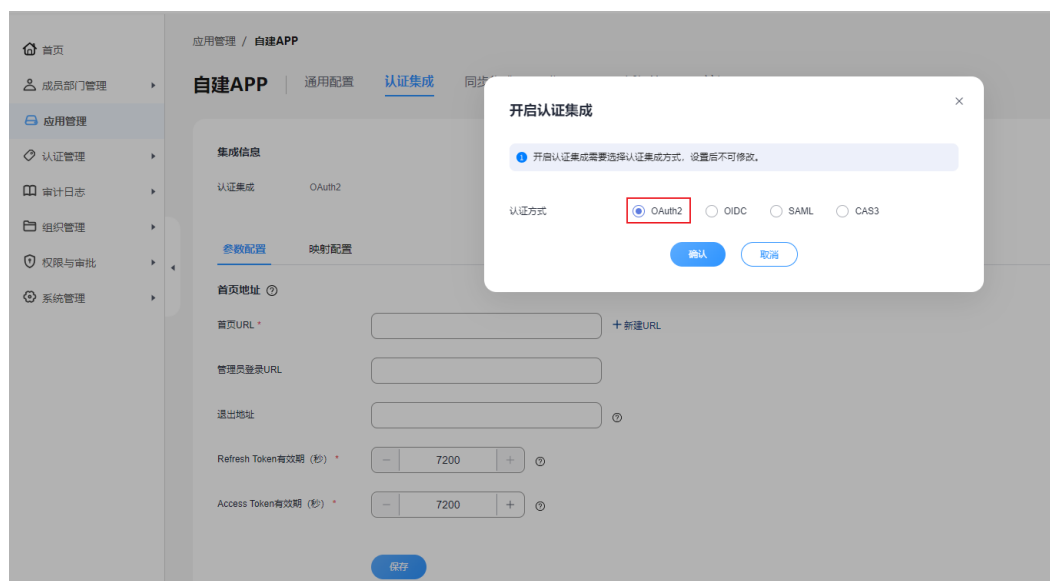 首页
成员部门管理
应用管理
认证管理
审计日志
组织管理
权限与审批
系统管理
应用管理 / 自建APP
自建APP 通用配置 认证集成 同步
集成信息
认证集成 OAuth2
参数配置 映射配置
首页地址
首页URL *
+ 新建URL
管理员登录URL
退出地址
Refresh Token有效期（秒） * − 7200 +
Access Token有效期（秒） * − 7200 +
保存
开启认证集成
开启认证集成需要选择认证集成方式，设置后不可修改。
认证方式 OAuth2 OIDC SAML CAS3
确认 取消